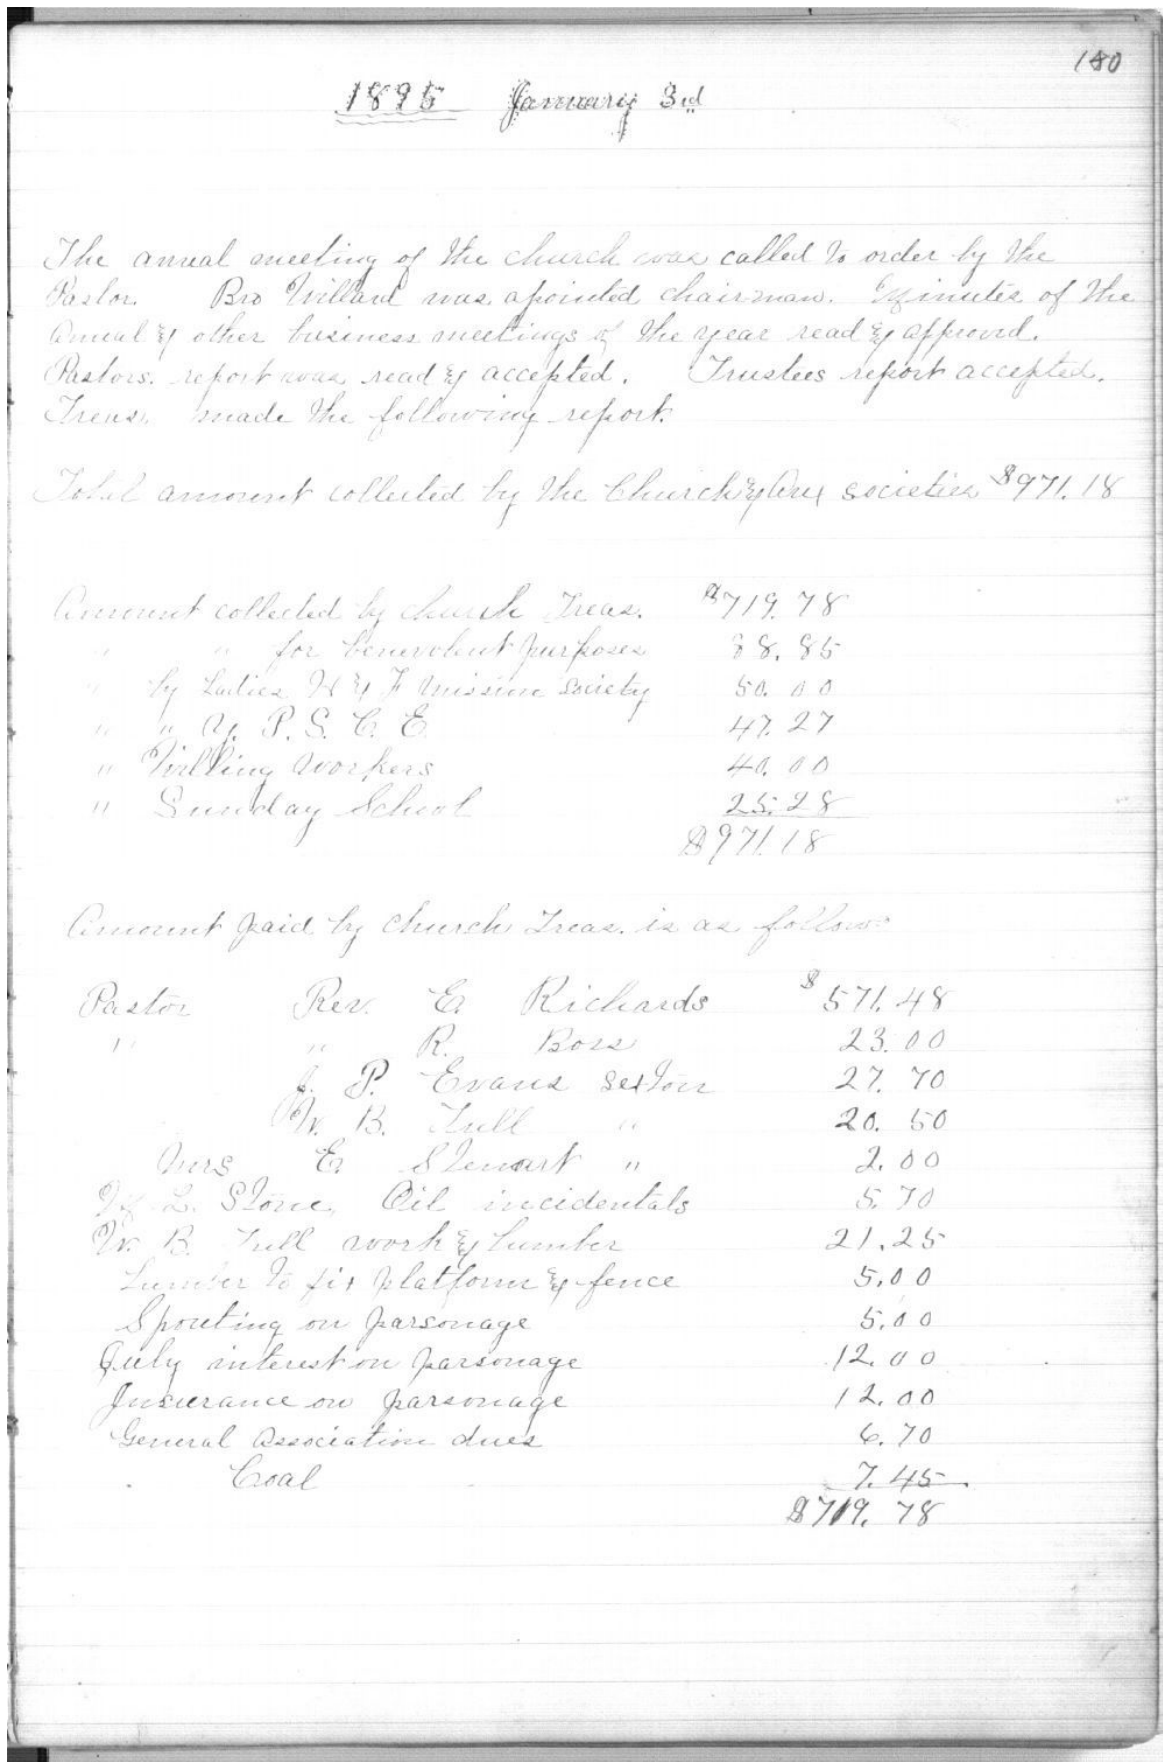 180
1895 January 3rd
The anual meeting of the church was called to order by the
Pastor. Bro Willard was apointed chairman. Minutes of the
Anual & other business meetings of the year read & approved.
Pastors. report was read & accepted. Trustees report accepted.
Treas. made the following report.
Total amount collected by the Church & Aux societies $971.18
Amount collected by church Treas. $719.78
" " for benevolent purposes 88.85
" by Ladies H & F Mission Society 50.00
" " Y. P. S. C. E. 47.27
" Willing Workers 40.00
" Sunday School 25.28
$971.18
Amount paid by church Treas. is as follows
Pastor Rev. E. Richards $571.48
" " R. Boss 23.00
J. P. Evans sexton 27.70
W. B. Tull " 20.50
Mrs E. Stewart " 2.00
L. Stone, Oil incidentals 5.70
W. B. Tull work & lumber 21.25
Lumber to fix platform & fence 5.00
Spouting on parsonage 5.00
July interest on parsonage 12.00
Insurance on parsonage 12.00
General Association dues 6.70
Coal 7.45
$719.78